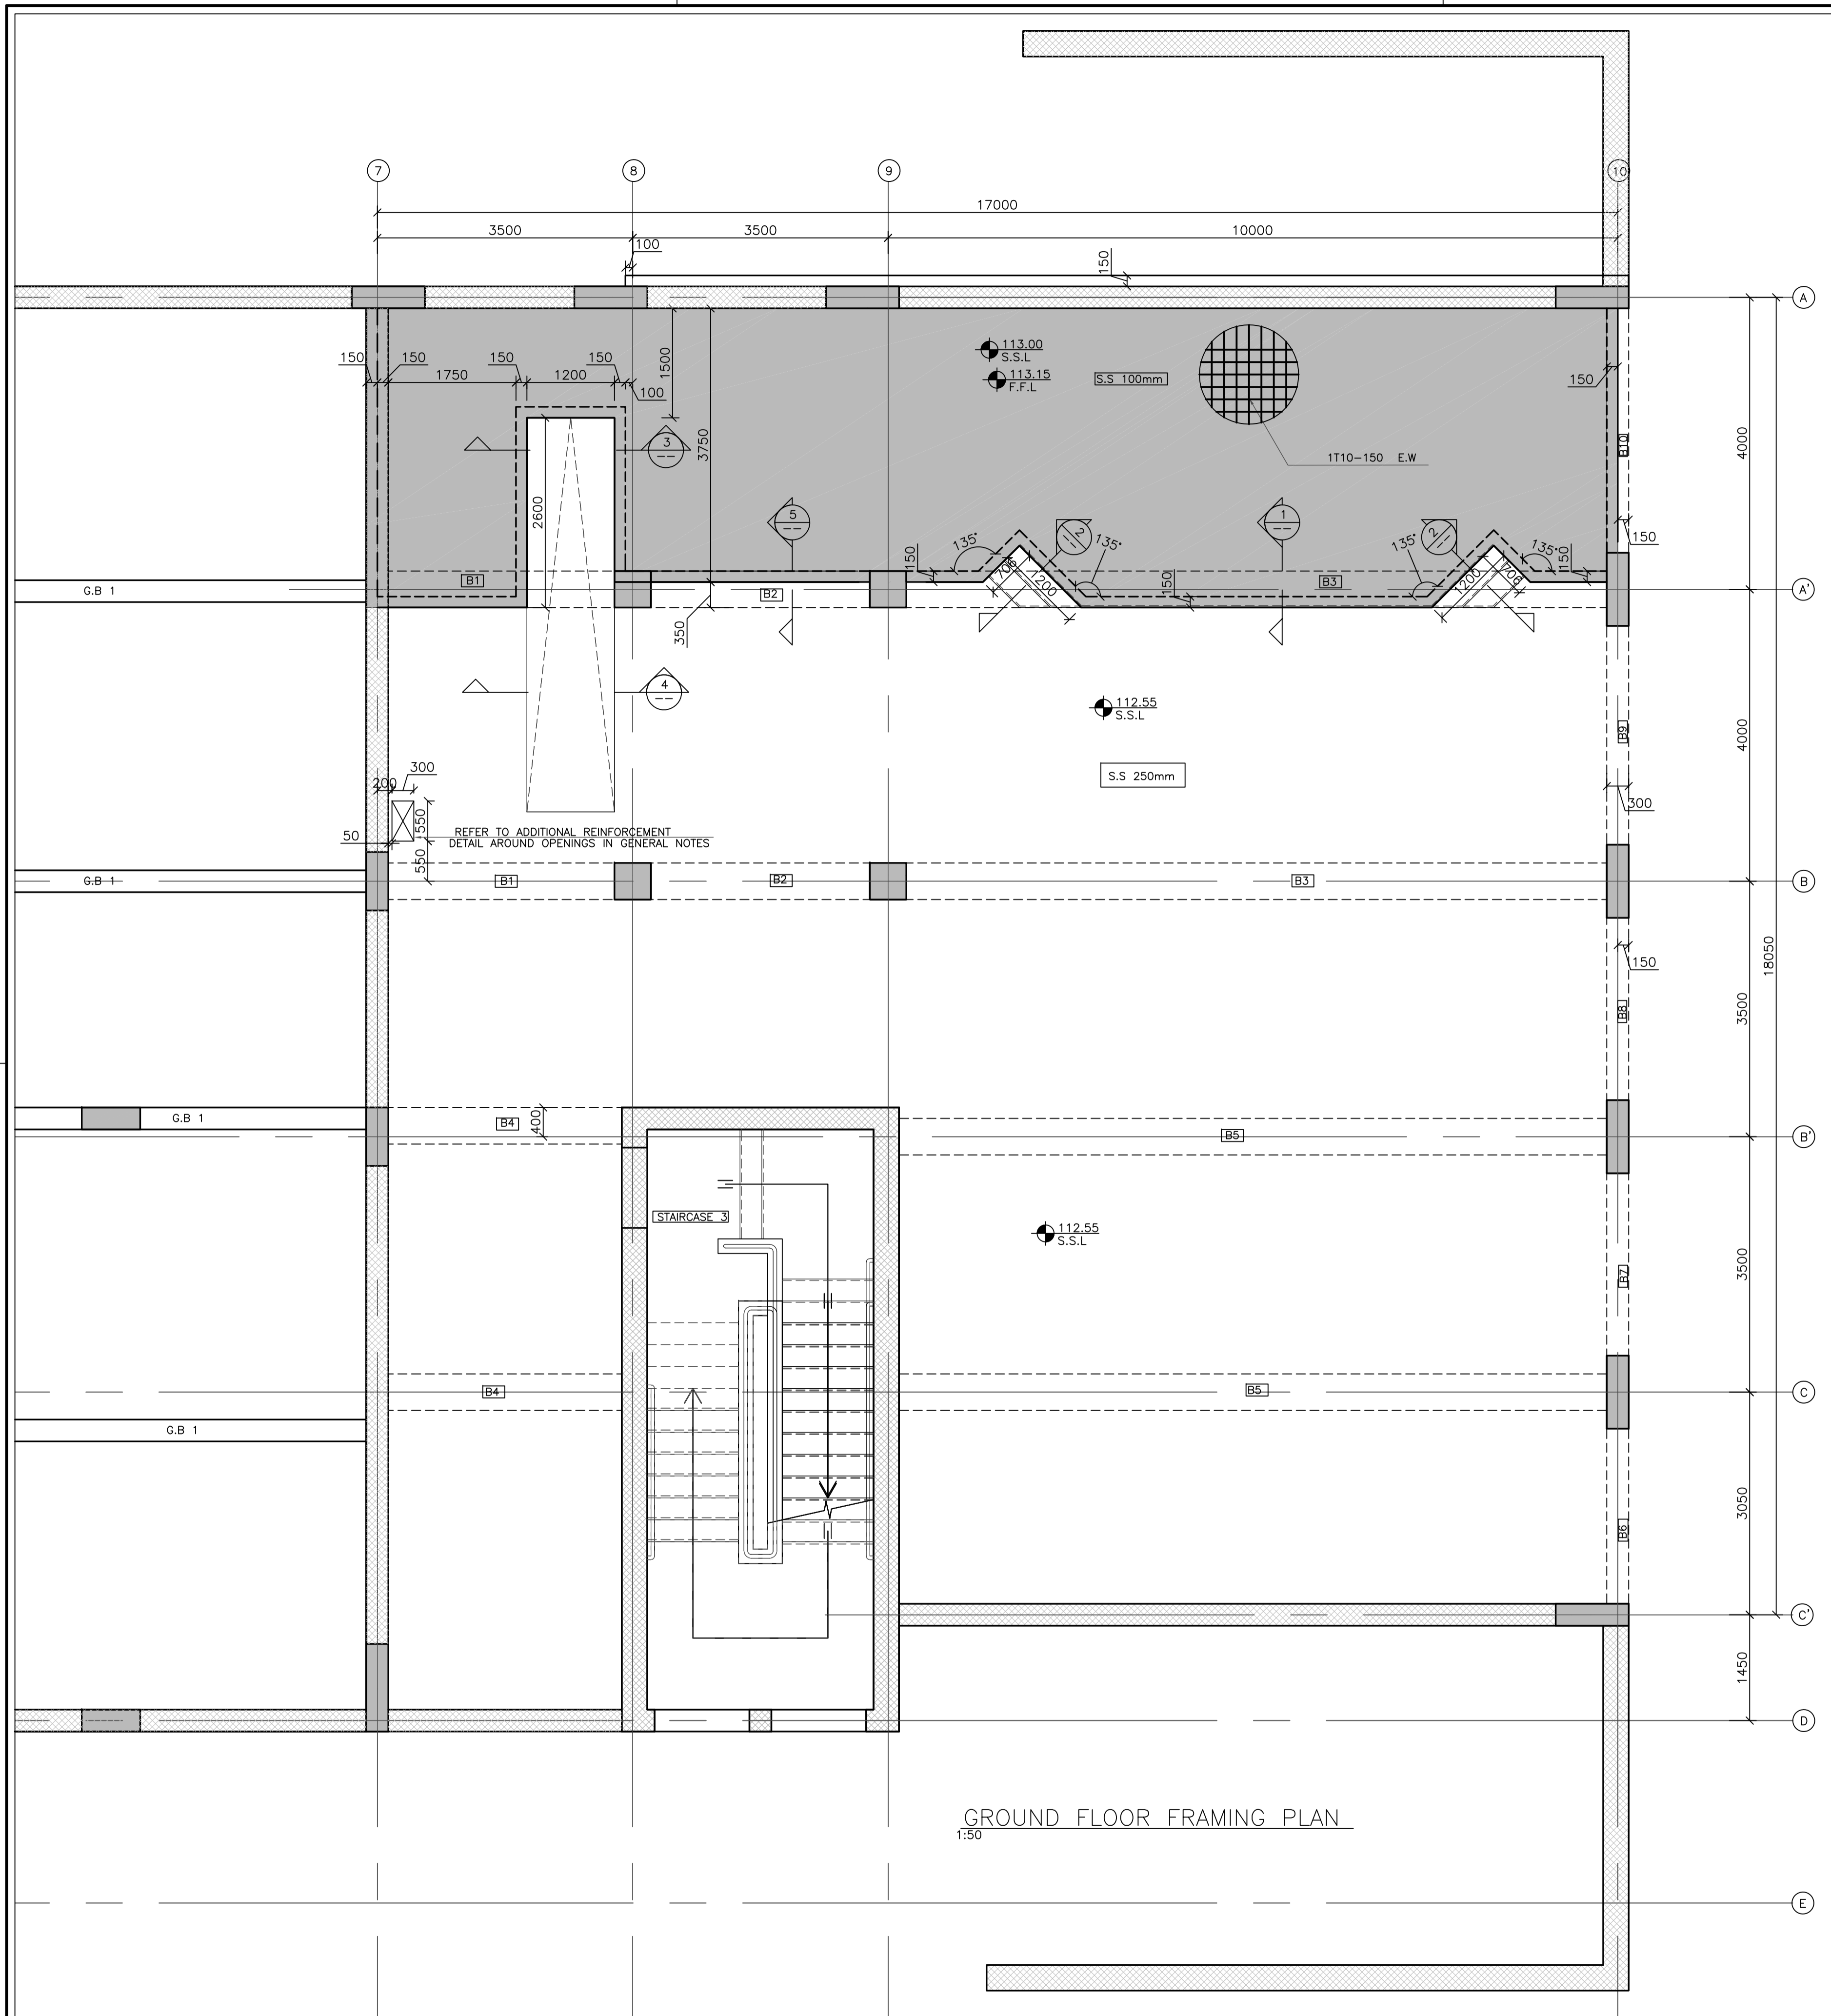 7
8
9
10
17000
3500
3500
10000
100
150
A
113.00
S.S.L
113.15
F.F.L
S.S 100mm
150
150
150
150
1500
1750
1200
100
150
3
3750
B10
4000
1T10-150 E.W
2600
5
1
2
2
150
135°
135°
135°
135°
150
150
706
1200
1200
706
150
B1
B3
G.B 1
B2
A'
350
4
112.55
S.S.L
B9
4000
S.S 250mm
300
200
300
550
50
REFER TO ADDITIONAL REINFORCEMENT
DETAIL AROUND OPENINGS IN GENERAL NOTES
550
G.B 1
B1
B2
B3
B
150
18050
B8
3500
G.B 1
B4
400
B5
B'
STAIRCASE 3
112.55
S.S.L
B7
3500
B4
B5
C
G.B 1
3050
B6
C'
1450
D
GROUND FLOOR FRAMING PLAN
1:50
E